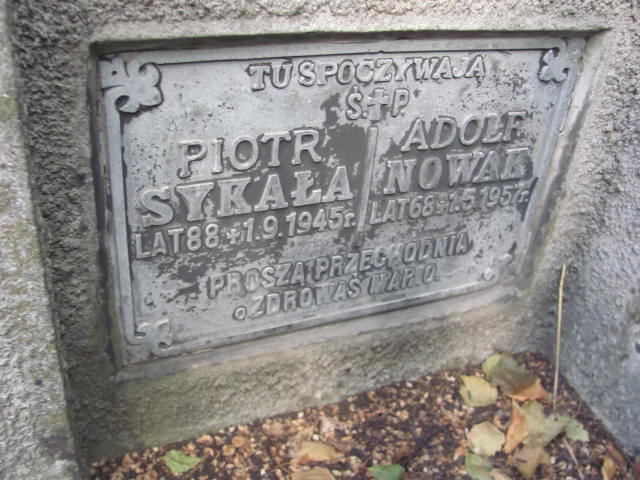 TU SPOCZYWAJĄ
Ś.†P.
PIOTR
SYKAŁA
LAT 88 † 1.9.1945 r.
ADOLF
NOWAK
LAT 68 † 1.5.1957 r.
PROSZĄ PRZECHODNIA
O ZDROWAŚ MAR